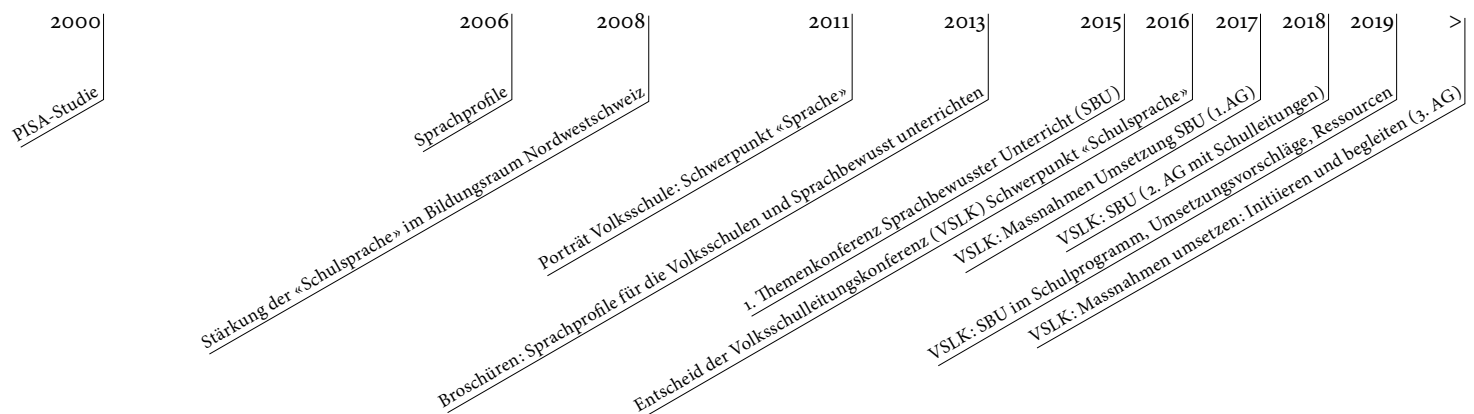 2000
2006
2008
2011
2013
2015
2016
2017
2018
2019
>
PISA-Studie
Sprachprofile
Stärkung der «Schulsprache» im Bildungsraum Nordwestschweiz
Porträt Volksschule: Schwerpunkt «Sprache»
Broschüren: Sprachprofile für die Volksschulen und Sprachbewusst unterrichten
1. Themenkonferenz Sprachbewusster Unterricht (SBU)
Entscheid der Volksschulleitungskonferenz (VSLK) Schwerpunkt «Schulsprache»
VSLK: Massnahmen Umsetzung SBU (1.AG)
VSLK: SBU (2. AG mit Schulleitungen)
VSLK: SBU im Schulprogramm, Umsetzungsvorschläge, Ressourcen
VSLK: Massnahmen umsetzen: Initiieren und begleiten (3. AG)